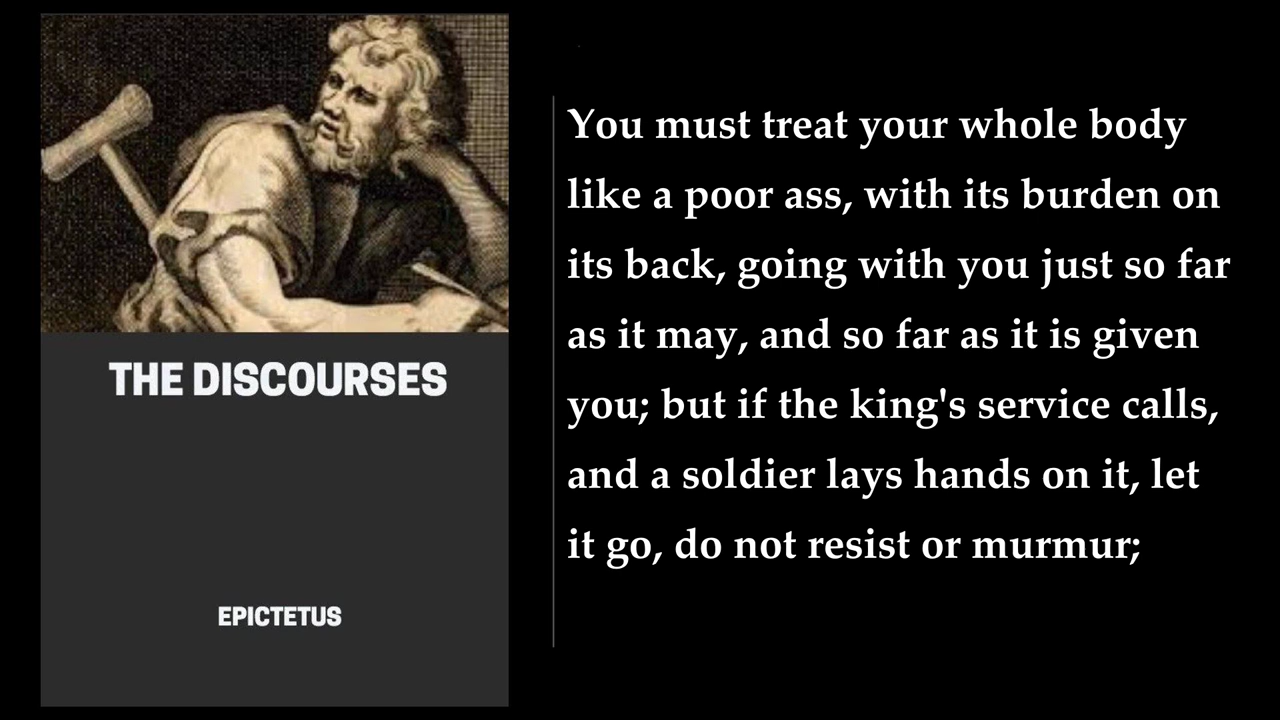 THE DISCOURSES
EPICTETUS
You must treat your whole body
like a poor ass, with its burden on
its back, going with you just so far
as it may, and so far as it is given
you; but if the king's service calls,
and a soldier lays hands on it, let
it go, do not resist or murmur;